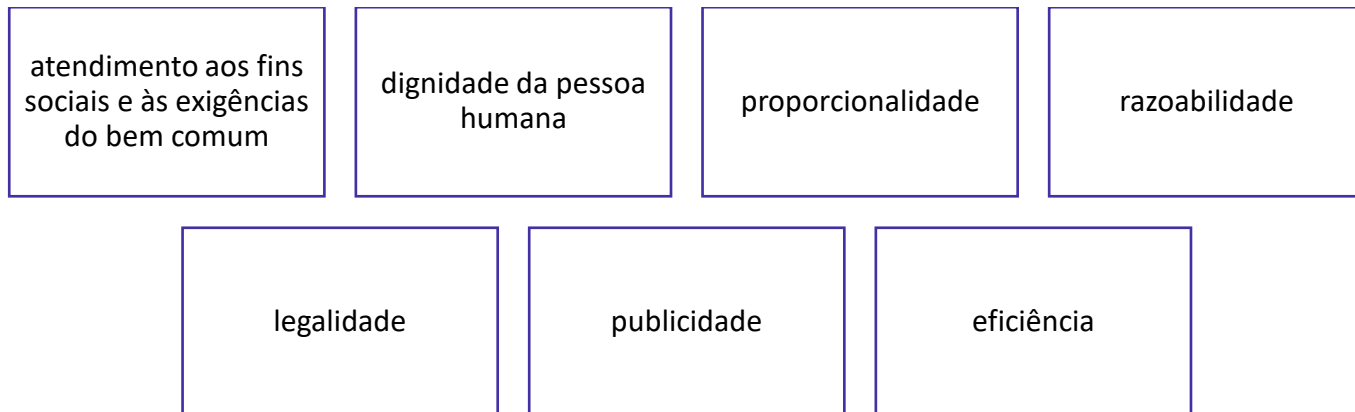 atendimento aos fins
sociais e às exigências
do bem comum
dignidade da pessoa
humana
proporcionalidade
razoabilidade
legalidade
publicidade
eficiência